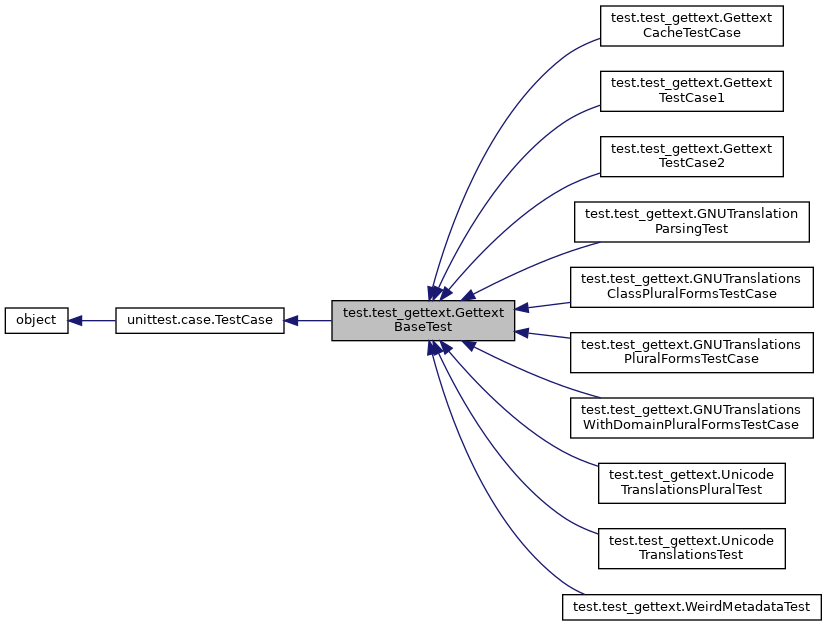 test.test_gettext.Gettext
CacheTestCase
test.test_gettext.Gettext
TestCase1
test.test_gettext.Gettext
TestCase2
test.test_gettext.GNUTranslation
ParsingTest
test.test_gettext.GNUTranslations
ClassPluralFormsTestCase
object
unittest.case.TestCase
test.test_gettext.Gettext
BaseTest
test.test_gettext.GNUTranslations
PluralFormsTestCase
test.test_gettext.GNUTranslations
WithDomainPluralFormsTestCase
test.test_gettext.Unicode
TranslationsPluralTest
test.test_gettext.Unicode
TranslationsTest
test.test_gettext.WeirdMetadataTest